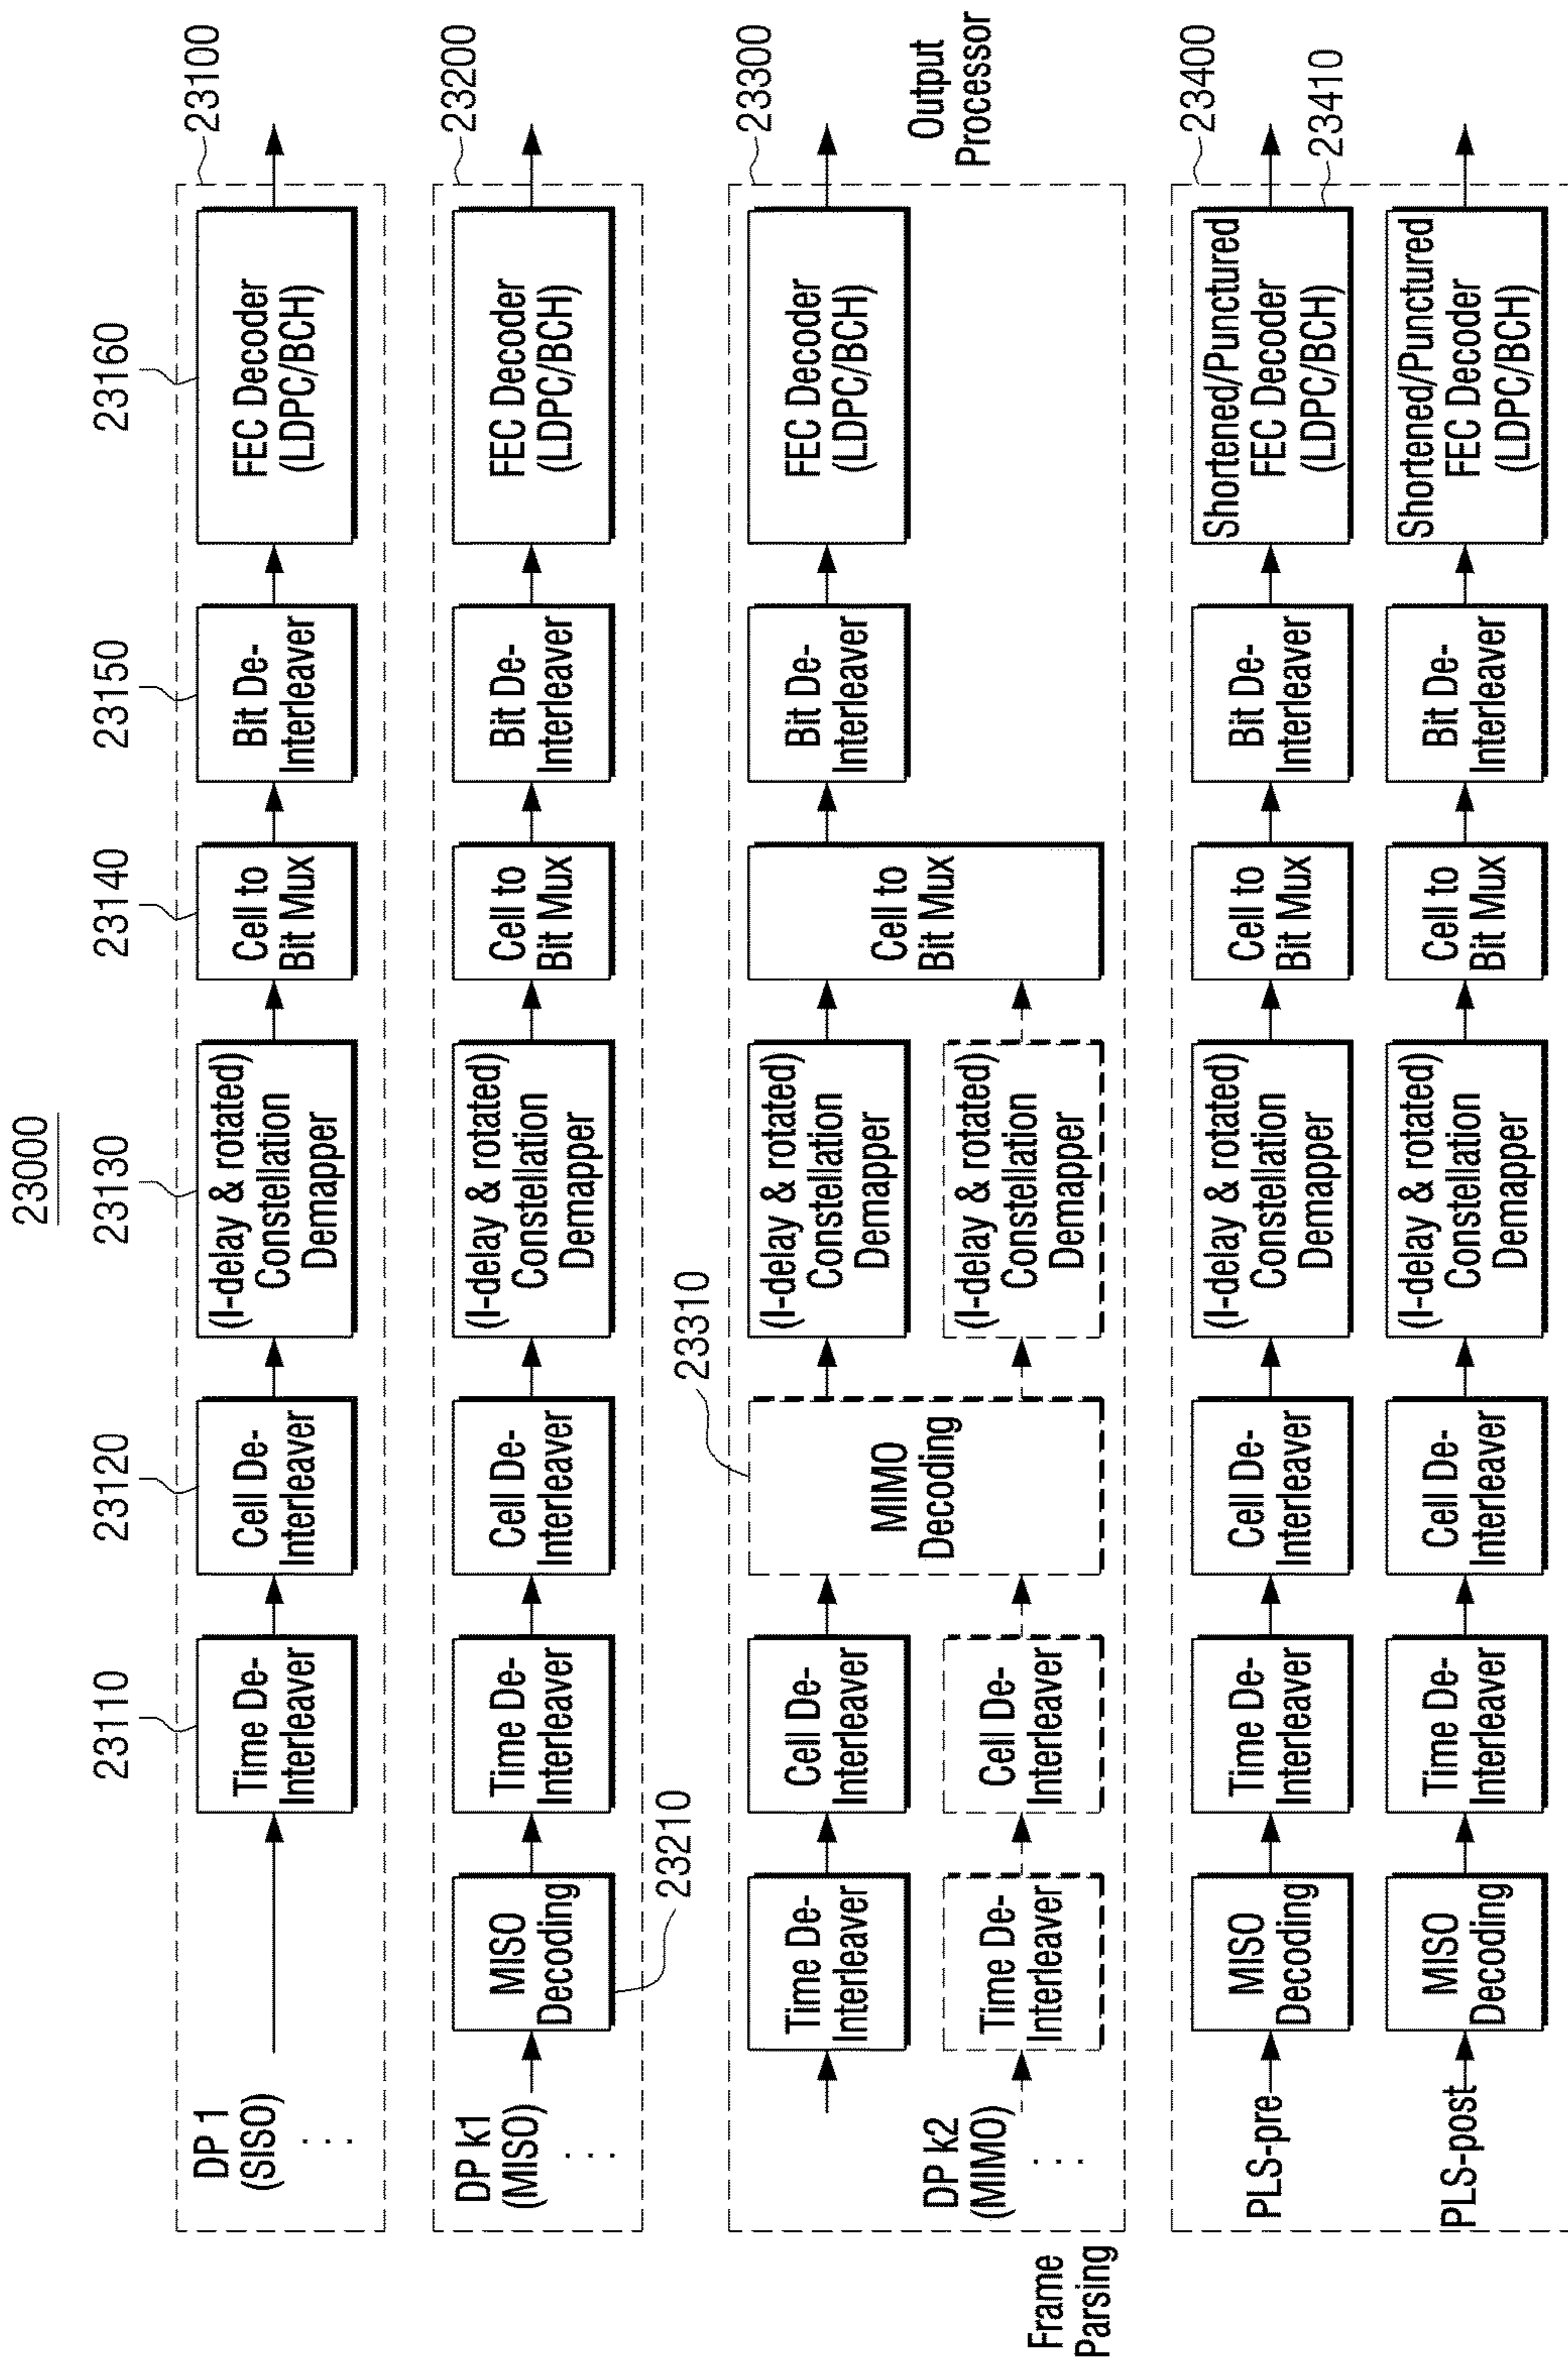 23000
23110
23120
23130
23140
23150
23160
23100
DP 1
(SISO)
. . .
Time De-
Interleaver
Cell De-
Interleaver
(I-delay & rotated)
Constellation
Demapper
Cell to
Bit Mux
Bit De-
Interleaver
FEC Decoder
(LDPC/BCH)
23200
DP k1
(MISO)
. . .
MISO
Decoding
Time De-
Interleaver
Cell De-
Interleaver
(I-delay & rotated)
Constellation
Demapper
Cell to
Bit Mux
Bit De-
Interleaver
FEC Decoder
(LDPC/BCH)
23210
23310
23300
Time De-
Interleaver
Cell De-
Interleaver
MIMO
Decoding
(I-delay & rotated)
Constellation
Demapper
Cell to
Bit Mux
Bit De-
Interleaver
FEC Decoder
(LDPC/BCH)
DP k2
(MIMO)
. . .
Time De-
Interleaver
Cell De-
Interleaver
(I-delay & rotated)
Constellation
Demapper
Frame
Parsing
Output
Processor
23400
PLS-pre
MISO
Decoding
Time De-
Interleaver
Cell De-
Interleaver
(I-delay & rotated)
Constellation
Demapper
Cell to
Bit Mux
Bit De-
Interleaver
Shortened/Punctured
FEC Decoder
(LDPC/BCH)
23410
PLS-post
MISO
Decoding
Time De-
Interleaver
Cell De-
Interleaver
(I-delay & rotated)
Constellation
Demapper
Cell to
Bit Mux
Bit De-
Interleaver
Shortened/Punctured
FEC Decoder
(LDPC/BCH)